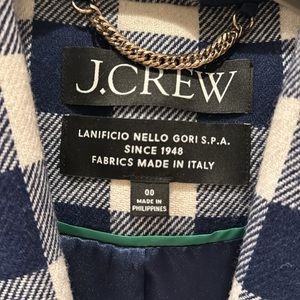 J.CREW
LANIFICIO NELLO GORI S.P.A.
SINCE 1948
FABRICS MADE IN ITALY
00
MADE IN
PHILIPPINES